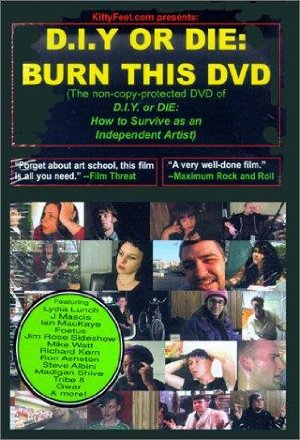 KittyFeet.com presents:
D.I.Y OR DIE:
BURN THIS DVD
(The non-copy-protected DVD of
D.I.Y. or DIE:
How to Survive as an
Independent Artist)
"Forget about art school, this film
is all you need." --Film Threat
"A very well-done film."
--Maximum Rock and Roll
Featuring
Lydia Lunch
J Mascis
Ian MacKaye
Foetus
Jim Rose Sideshow
Mike Watt
Richard Kern
Ron Asheton
Steve Albini
Madigan Shive
Tribe 8
Gwar
& more!